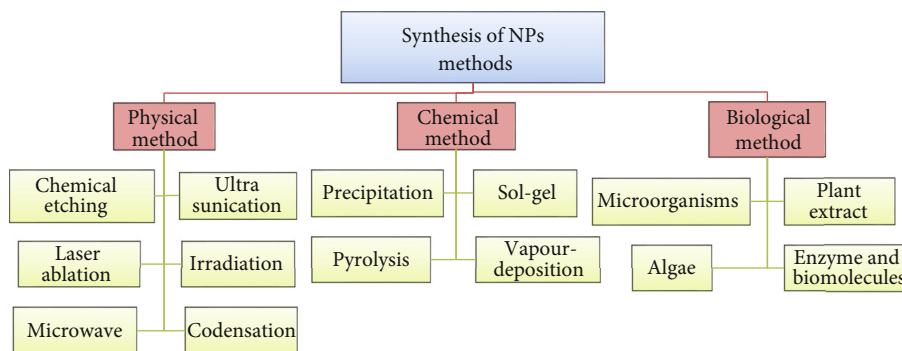 Synthesis of NPs
methods
Physical
method
Chemical
method
Biological
method
Chemical
etching
Ultra
sunication
Laser
ablation
Irradiation
Microwave
Codensation
Precipitation
Sol-gel
Pyrolysis
Vapour-
deposition
Microorganisms
Plant
extract
Algae
Enzyme and
biomolecules